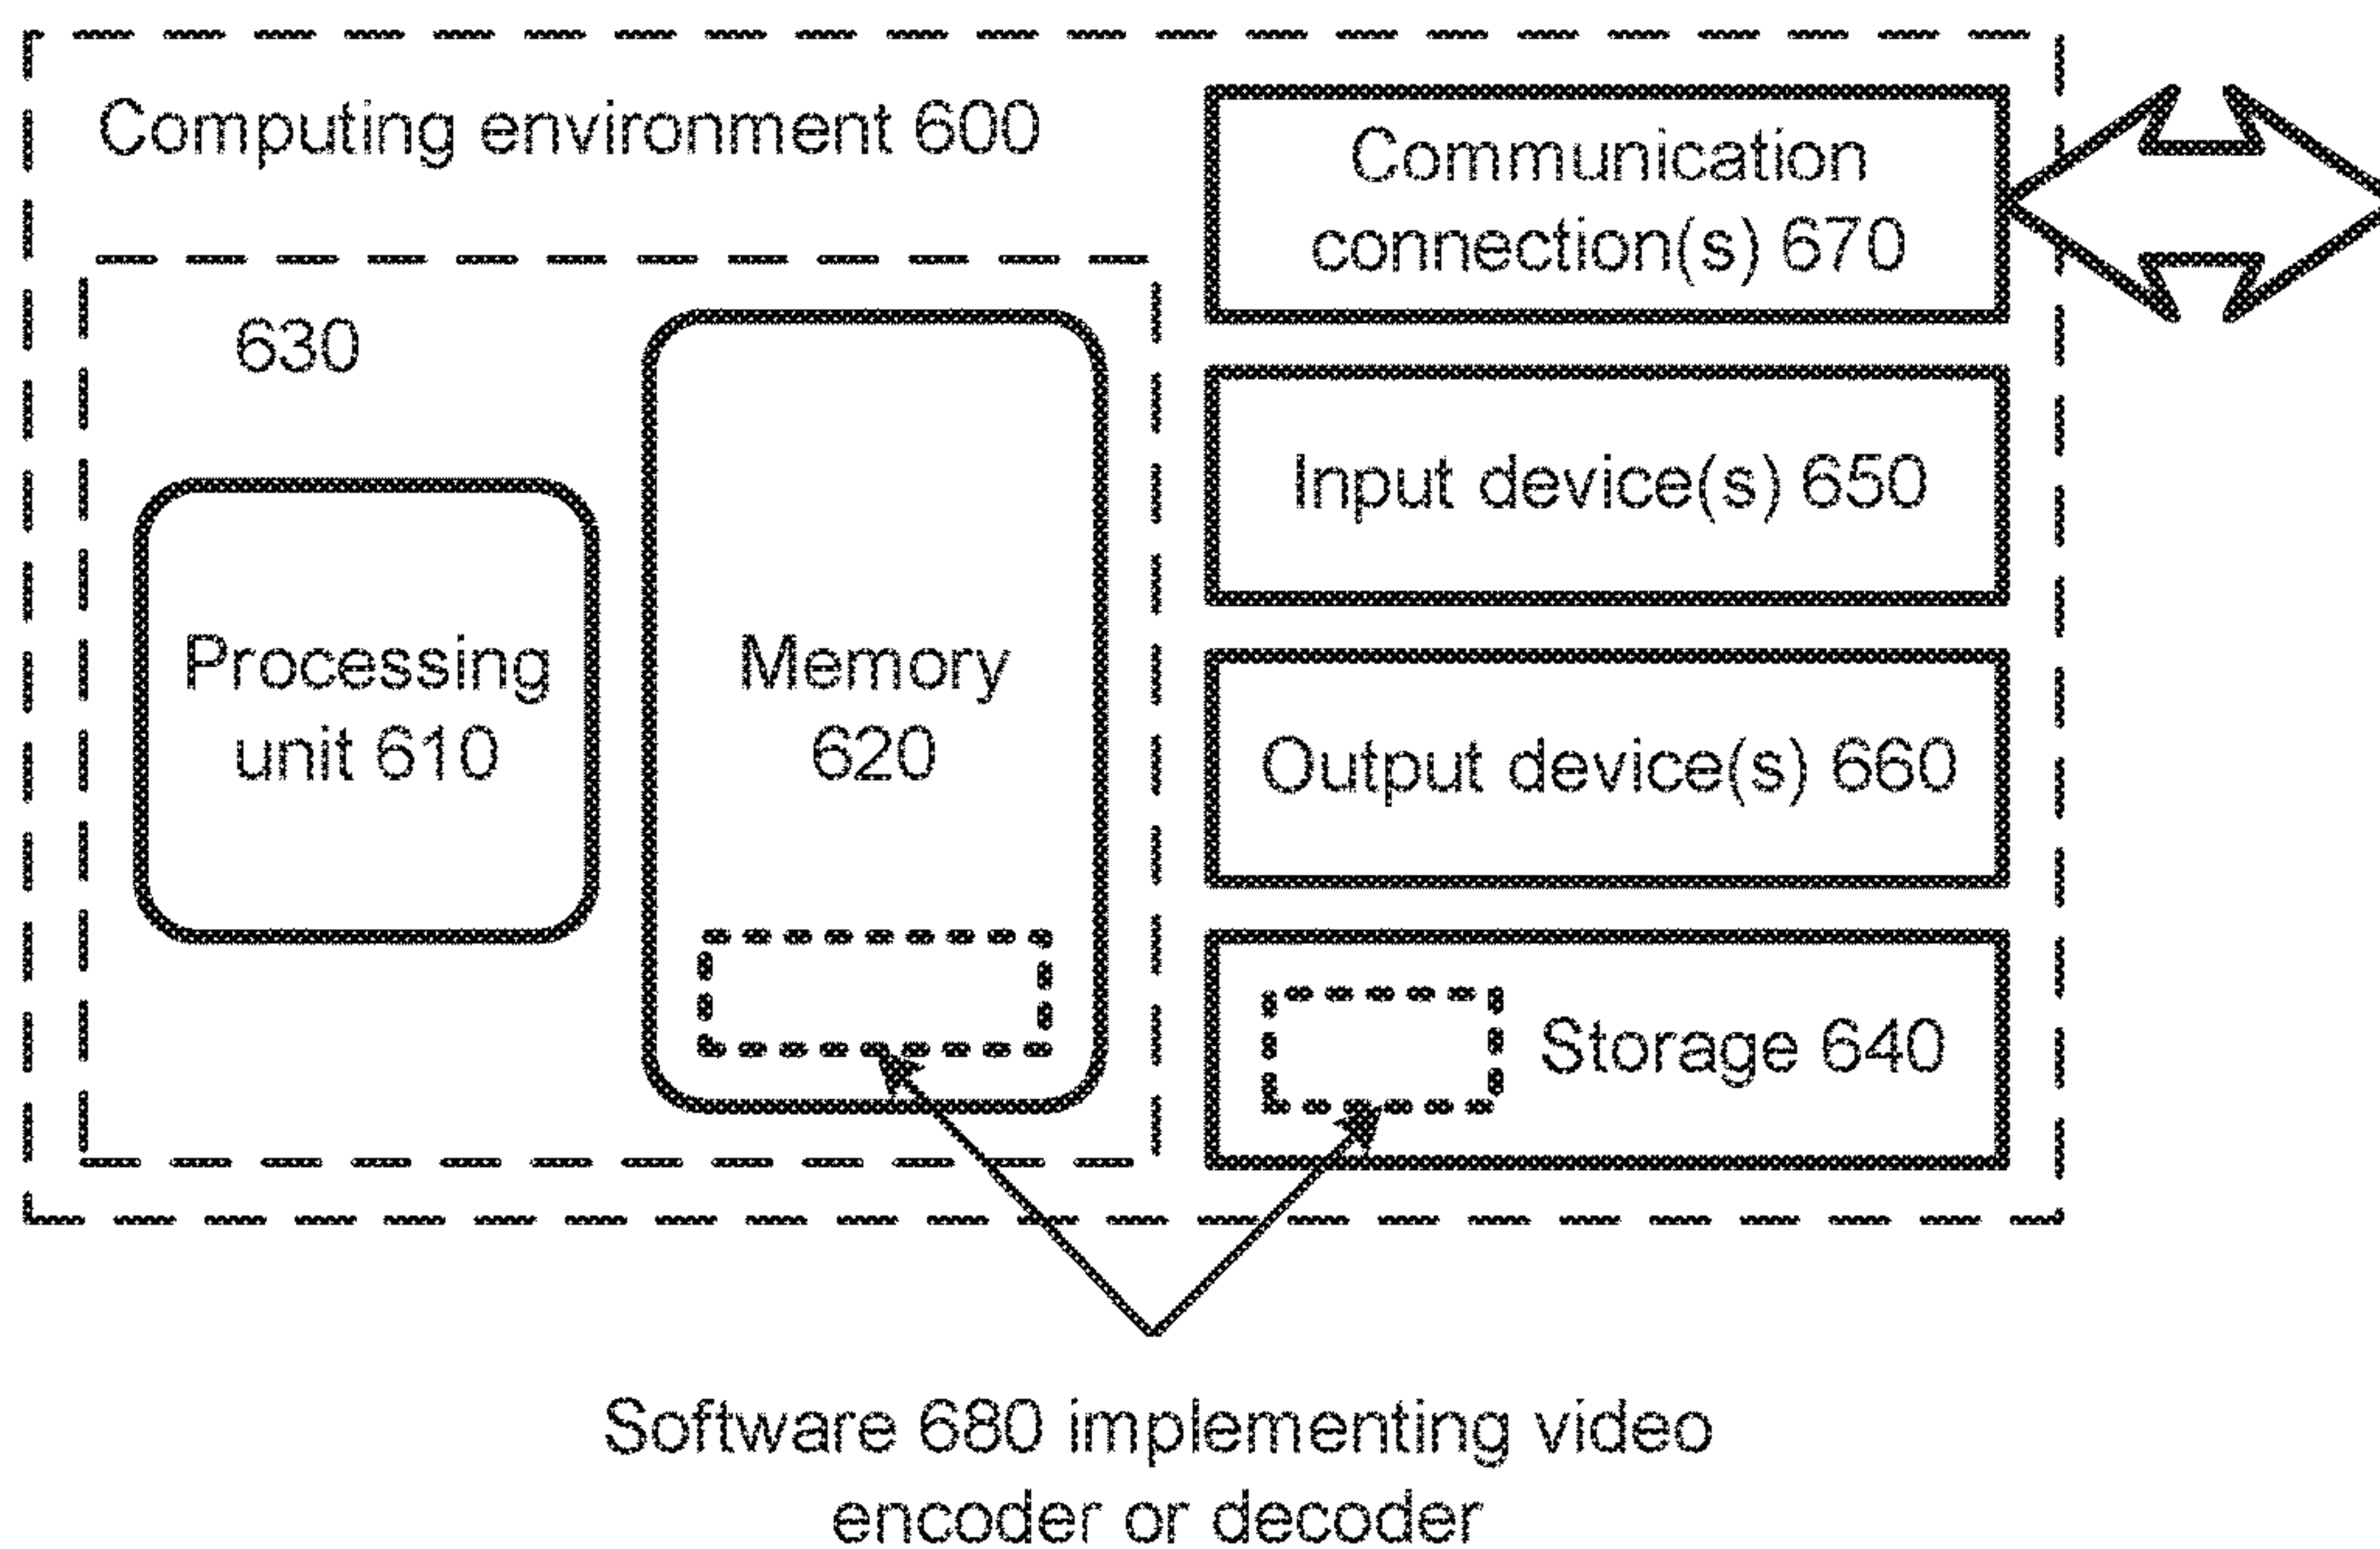 Computing environment 600
630
Processing
unit 610
Memory
620
Communication
connection(s) 670
Input device(s) 650
Output device(s) 660
Storage 640
Software 680 implementing video
encoder or decoder